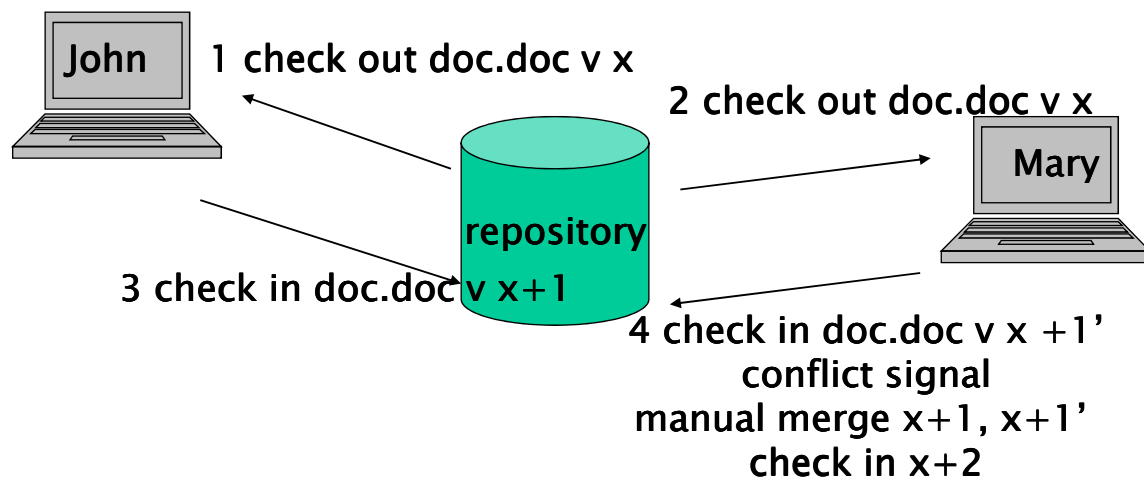 John
1 check out doc.doc v x
2 check out doc.doc v x
Mary
repository
3 check in doc.doc v x+1
4 check in doc.doc v x +1’
conflict signal
manual merge x+1, x+1’
check in x+2